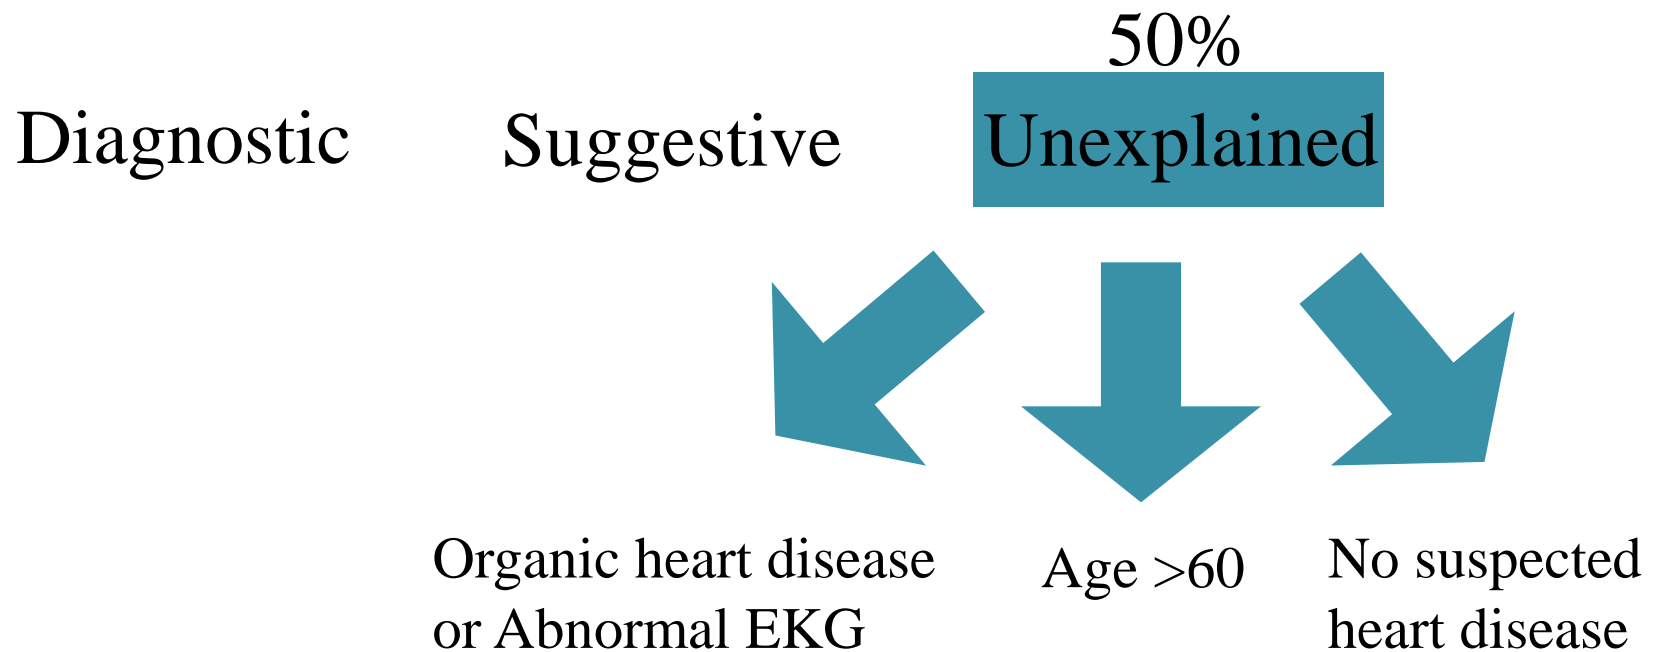 50%
Diagnostic
Suggestive
Unexplained
Organic heart disease
or Abnormal EKG
Age >60
No suspected
heart disease